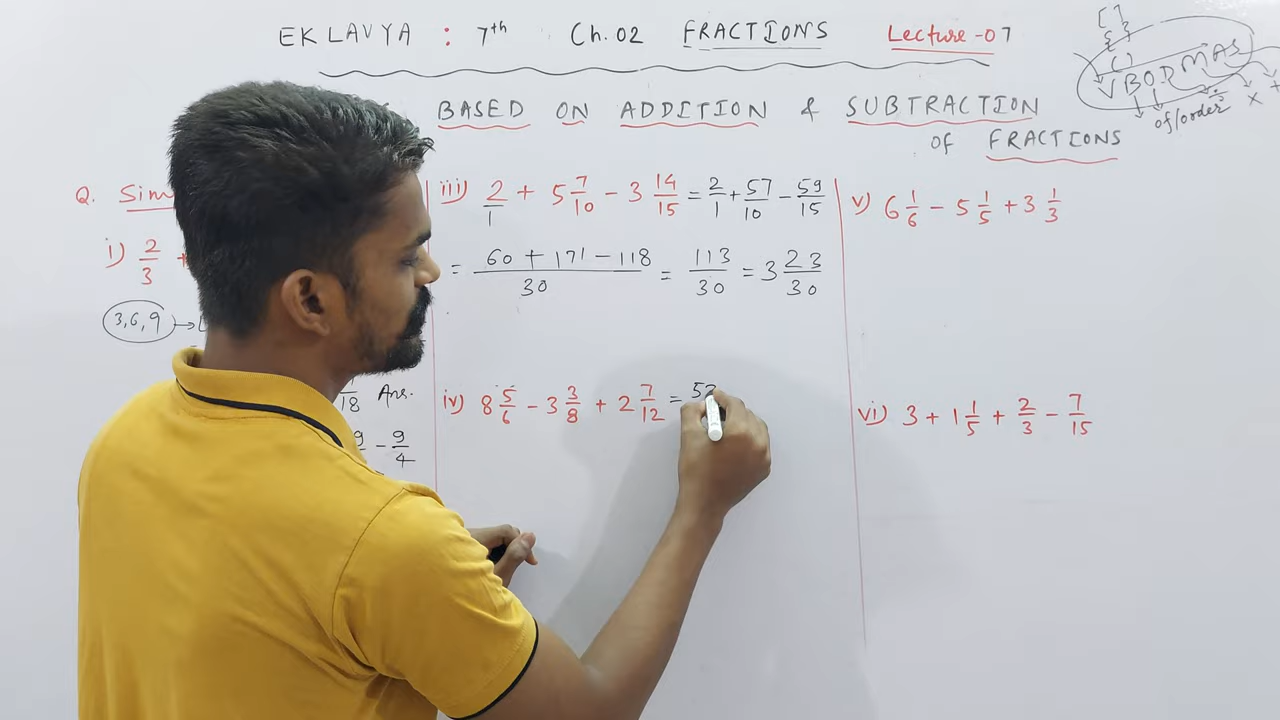 EKLAVYA : 7th Ch.02 FRACTIONS Lecture-07
BASED ON ADDITION & SUBTRACTION
of FRACTIONS
[ ]
{ }
( )
VBODMAS
of/order ÷ × +
Q. Sim
i) 2/3 +
3,6,9 →
/18 Ans.
9/ - 9/4
iii) 2/1 + 5 7/10 - 3 14/15 = 2/1 + 57/10 - 59/15
= (60 + 171 - 118)/30 = 113/30 = 3 23/30
iv) 8 5/6 - 3 3/8 + 2 7/12 = 53
v) 6 1/6 - 5 1/5 + 3 1/3
vi) 3 + 1 1/5 + 2/3 - 7/15